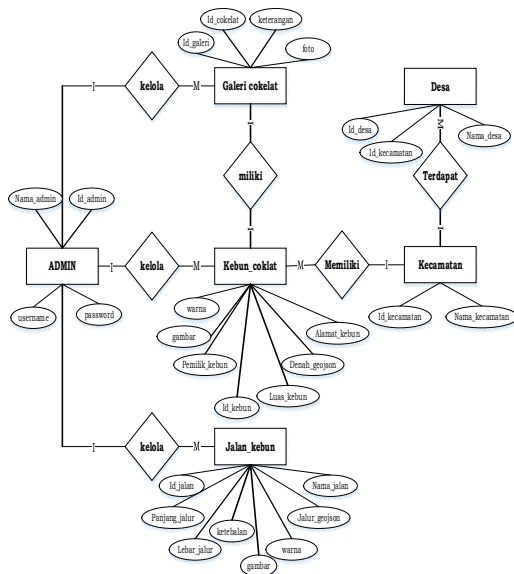 Id_cokelat
keterangan
Id_galeri
foto
kelola
I
M
Galeri cokelat
Desa
I
M
Id_desa
Id_kecamatan
Nama_desa
miliki
Terdapat
Nama_admin
Id_admin
I
I
ADMIN
I
kelola
M
Kebun_coklat
M
Memiliki
I
Kecamatan
username
password
warna
gambar
Pemilik_kebun
Id_kebun
Luas_kebun
Denah_geojson
Alamat_kebun
Id_kecamatan
Nama_kecamatan
I
kelola
M
Jalan_kebun
Id_jalan
Panjang_jalur
Lebar_jalur
ketebalan
gambar
warna
Jalur_geojson
Nama_jalan